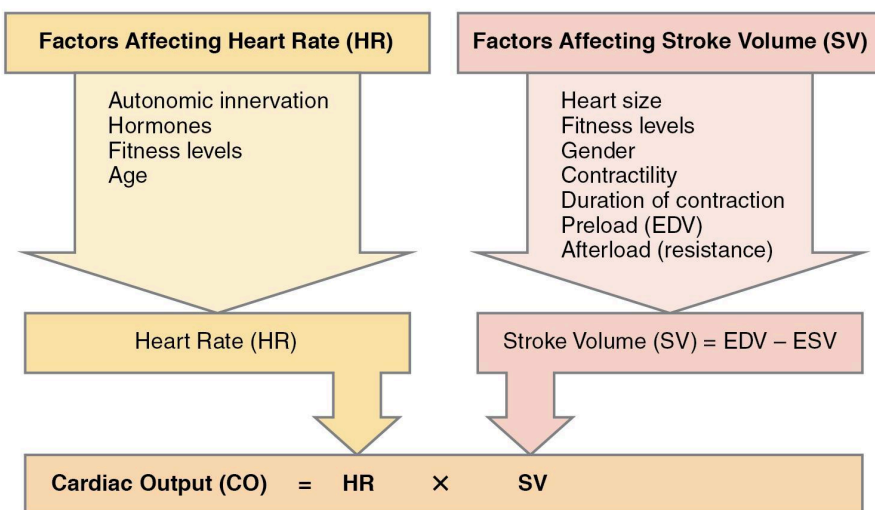 Factors Affecting Heart Rate (HR)
Autonomic innervation
Hormones
Fitness levels
Age
Heart Rate (HR)
Factors Affecting Stroke Volume (SV)
Heart size
Fitness levels
Gender
Contractility
Duration of contraction
Preload (EDV)
Afterload (resistance)
Stroke Volume (SV) = EDV – ESV
Cardiac Output (CO) = HR × SV